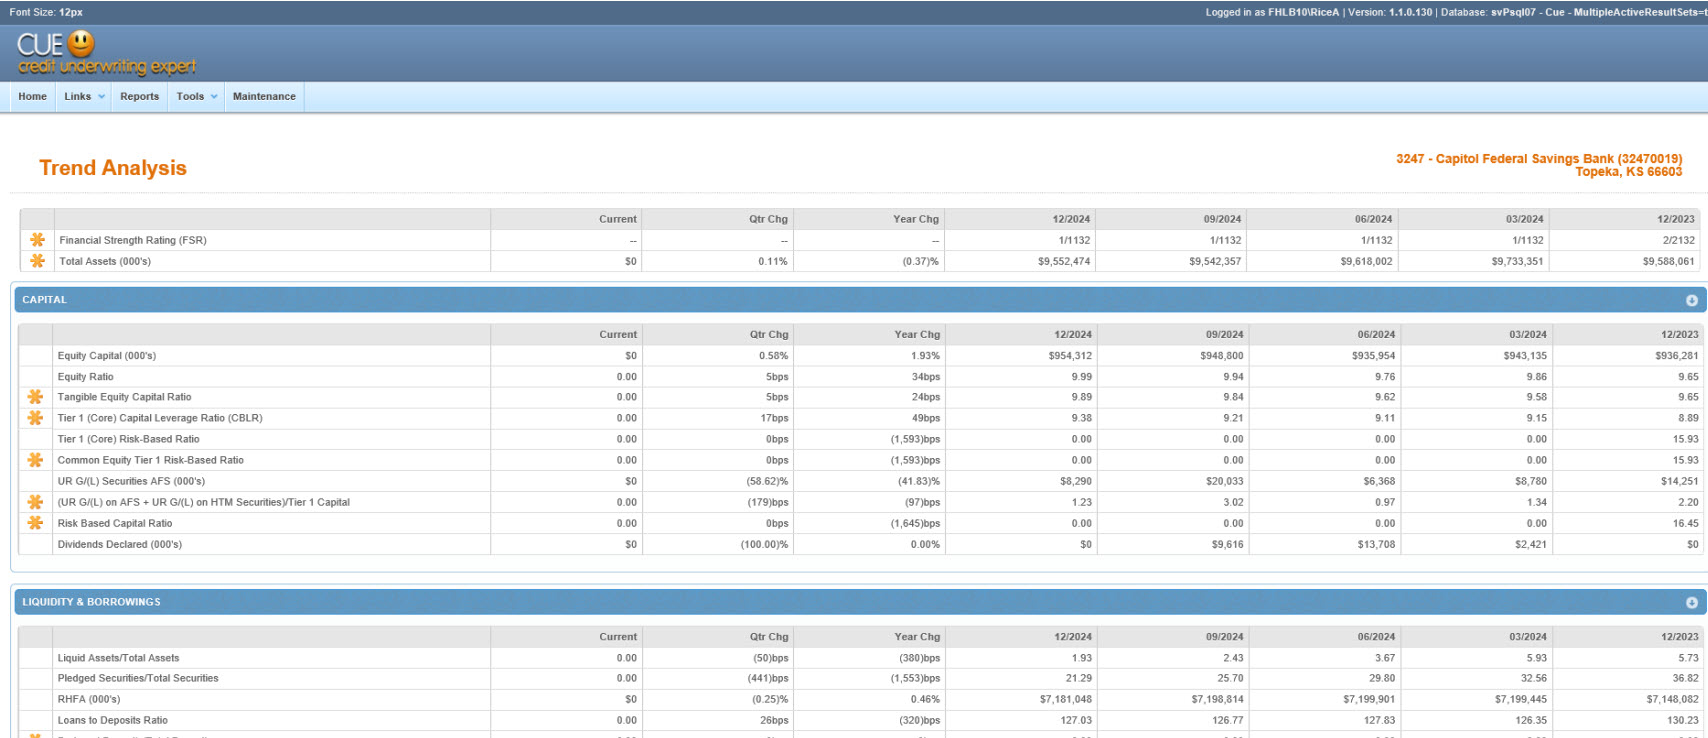 Font Size: 12px
Logged in as FHLB10\RiceA | Version: 1.1.0.130 | Database: svPsql07 - Cue - MultipleActiveResultSets=t
CUE
credit underwriting expert
Home Links Reports Tools Maintenance
Trend Analysis
3247 - Capitol Federal Savings Bank (32470019)
Topeka, KS 66603
Current Qtr Chg Year Chg 12/2024 09/2024 06/2024 03/2024 12/2023
Financial Strength Rating (FSR) -- -- -- 1/1132 1/1132 1/1132 1/1132 2/2132
Total Assets (000's) $0 0.11% (0.37)% $9,552,474 $9,542,357 $9,618,002 $9,733,351 $9,588,061
CAPITAL
Current Qtr Chg Year Chg 12/2024 09/2024 06/2024 03/2024 12/2023
Equity Capital (000's) $0 0.58% 1.93% $954,312 $948,800 $935,954 $943,135 $936,281
Equity Ratio 0.00 5bps 34bps 9.99 9.94 9.76 9.86 9.65
Tangible Equity Capital Ratio 0.00 5bps 24bps 9.89 9.84 9.62 9.58 9.65
Tier 1 (Core) Capital Leverage Ratio (CBLR) 0.00 17bps 49bps 9.38 9.21 9.11 9.15 8.89
Tier 1 (Core) Risk-Based Ratio 0.00 0bps (1,593)bps 0.00 0.00 0.00 0.00 15.93
Common Equity Tier 1 Risk-Based Ratio 0.00 0bps (1,593)bps 0.00 0.00 0.00 0.00 15.93
UR G/(L) Securities AFS (000's) $0 (58.62)% (41.83)% $8,290 $20,033 $6,368 $8,780 $14,251
(UR G/(L) on AFS + UR G/(L) on HTM Securities)/Tier 1 Capital 0.00 (179)bps (97)bps 1.23 3.02 0.97 1.34 2.20
Risk Based Capital Ratio 0.00 0bps (1,645)bps 0.00 0.00 0.00 0.00 16.45
Dividends Declared (000's) $0 (100.00)% 0.00% $0 $9,616 $13,708 $2,421 $0
LIQUIDITY & BORROWINGS
Current Qtr Chg Year Chg 12/2024 09/2024 06/2024 03/2024 12/2023
Liquid Assets/Total Assets 0.00 (50)bps (380)bps 1.93 2.43 3.67 5.93 5.73
Pledged Securities/Total Securities 0.00 (441)bps (1,553)bps 21.29 25.70 29.80 32.56 36.82
RHFA (000's) $0 (0.25)% 0.46% $7,181,048 $7,198,814 $7,199,901 $7,199,445 $7,148,082
Loans to Deposits Ratio 0.00 26bps (320)bps 127.03 126.77 127.83 126.35 130.23